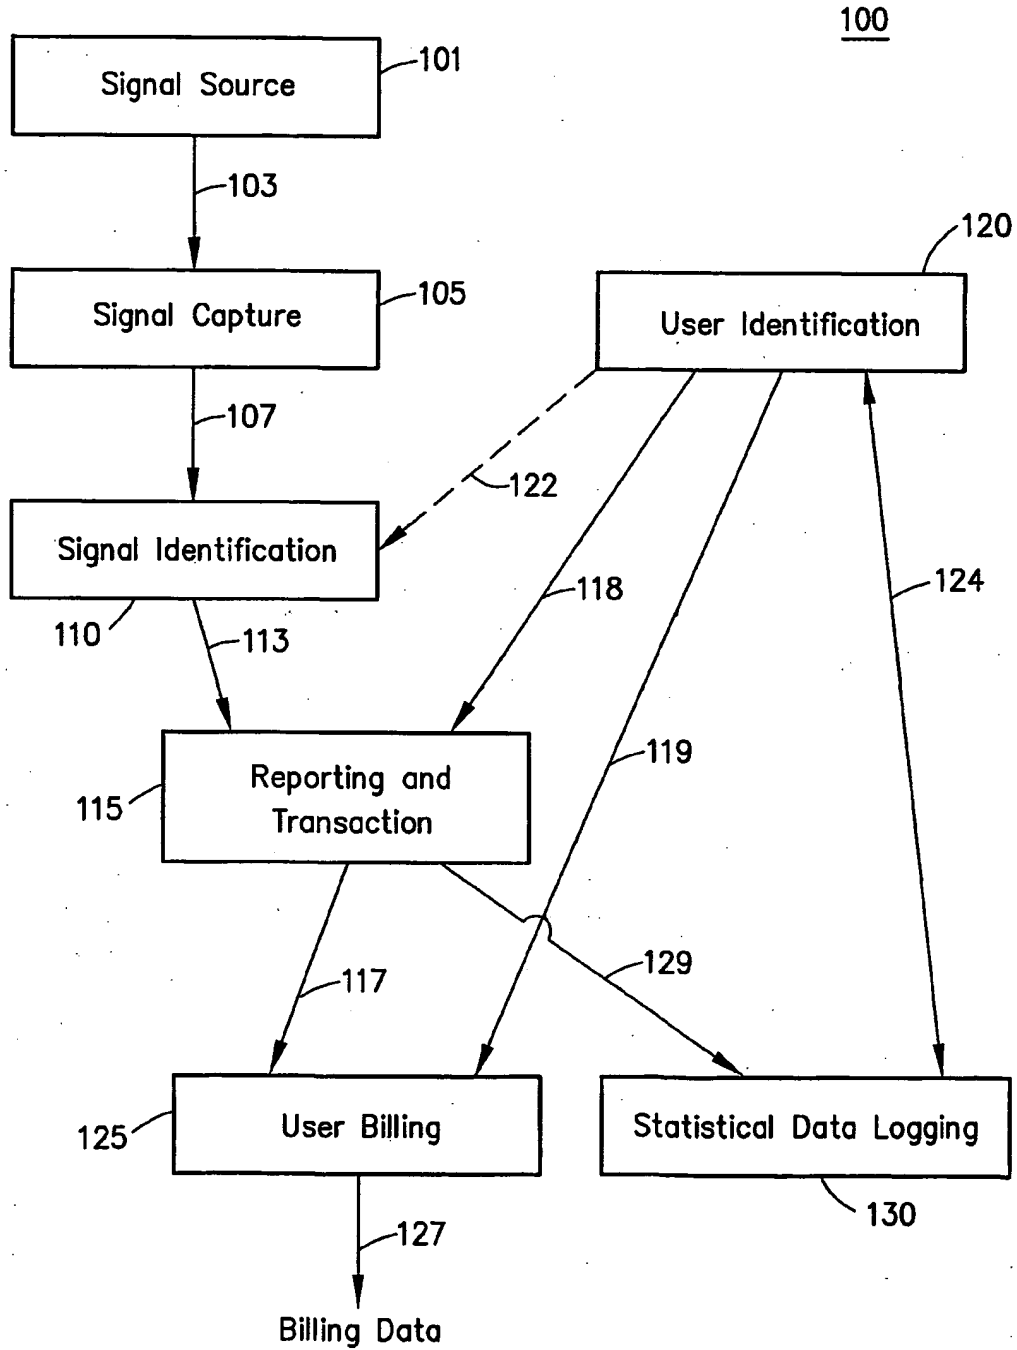 100
Signal Source
101
103
120
Signal Capture
105
User Identification
107
122
Signal Identification
118
124
110
113
119
Reporting and
Transaction
115
129
117
User Billing
125
Statistical Data Logging
130
127
Billing Data